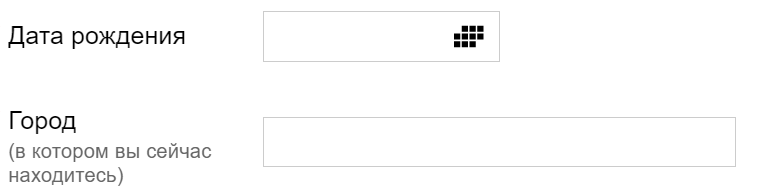 Дата рождения
Город
(в котором вы сейчас
находитесь)